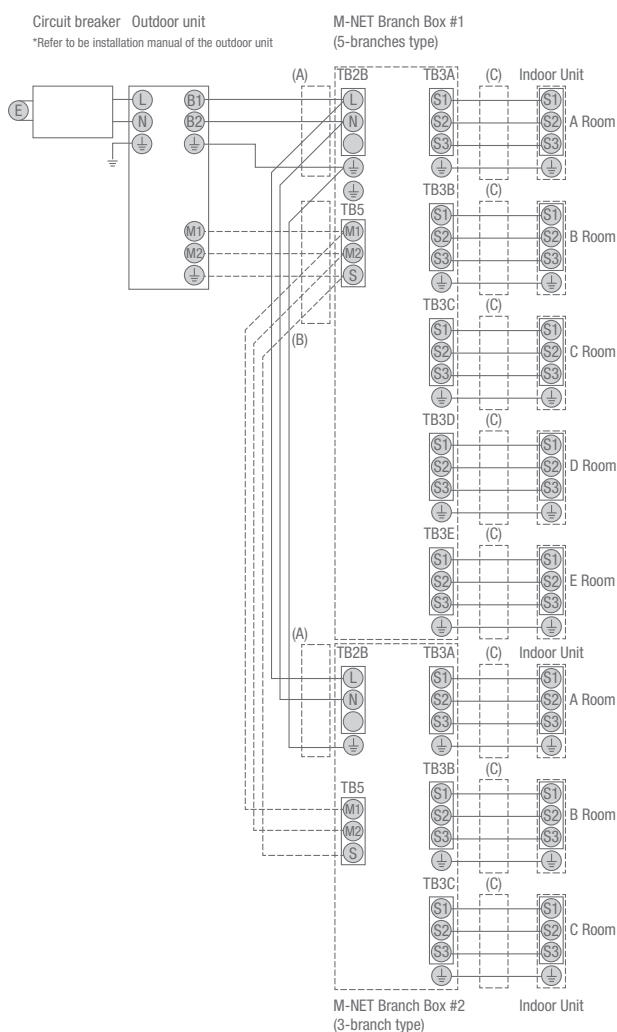 Circuit breaker Outdoor unit
*Refer to be installation manual of the outdoor unit
M-NET Branch Box #1
(5-branches type)
(A) TB2B TB3A (C) Indoor Unit
E L B1 L S1 S1
N B2 N S2 S2 A Room
S3 S3
TB3B (C)
TB5 S1 S1
M1 M1 S2 S2 B Room
M2 M2 S3 S3
S
TB3C (C)
(B) S1 S1
S2 S2 C Room
S3 S3
TB3D (C)
S1 S1
S2 S2 D Room
S3 S3
TB3E (C)
S1 S1
S2 S2 E Room
S3 S3
(A) TB2B TB3A (C) Indoor Unit
L S1 S1
N S2 S2 A Room
S3 S3
TB3B (C)
TB5 S1 S1
M1 S2 S2 B Room
M2 S3 S3
S
TB3C (C)
S1 S1
S2 S2 C Room
S3 S3
M-NET Branch Box #2 Indoor Unit
(3-branch type)